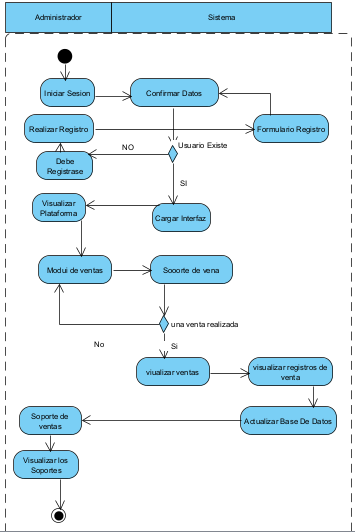 Administrador
Sistema
Iniciar Sesion
Confirmar Datos
Realizar Registro
Formulario Registro
Usuario Existe
NO
Debe
Registrase
SI
Visualizar
Plataforma
Cargar Interfaz
Modui de ventas
Sooorte de vena
una venta realizada
No
Si
viualizar ventas
visualizar registros de
venta
Soporte de
ventas
Actualizar Base De Datos
Visualizar los
Soportes